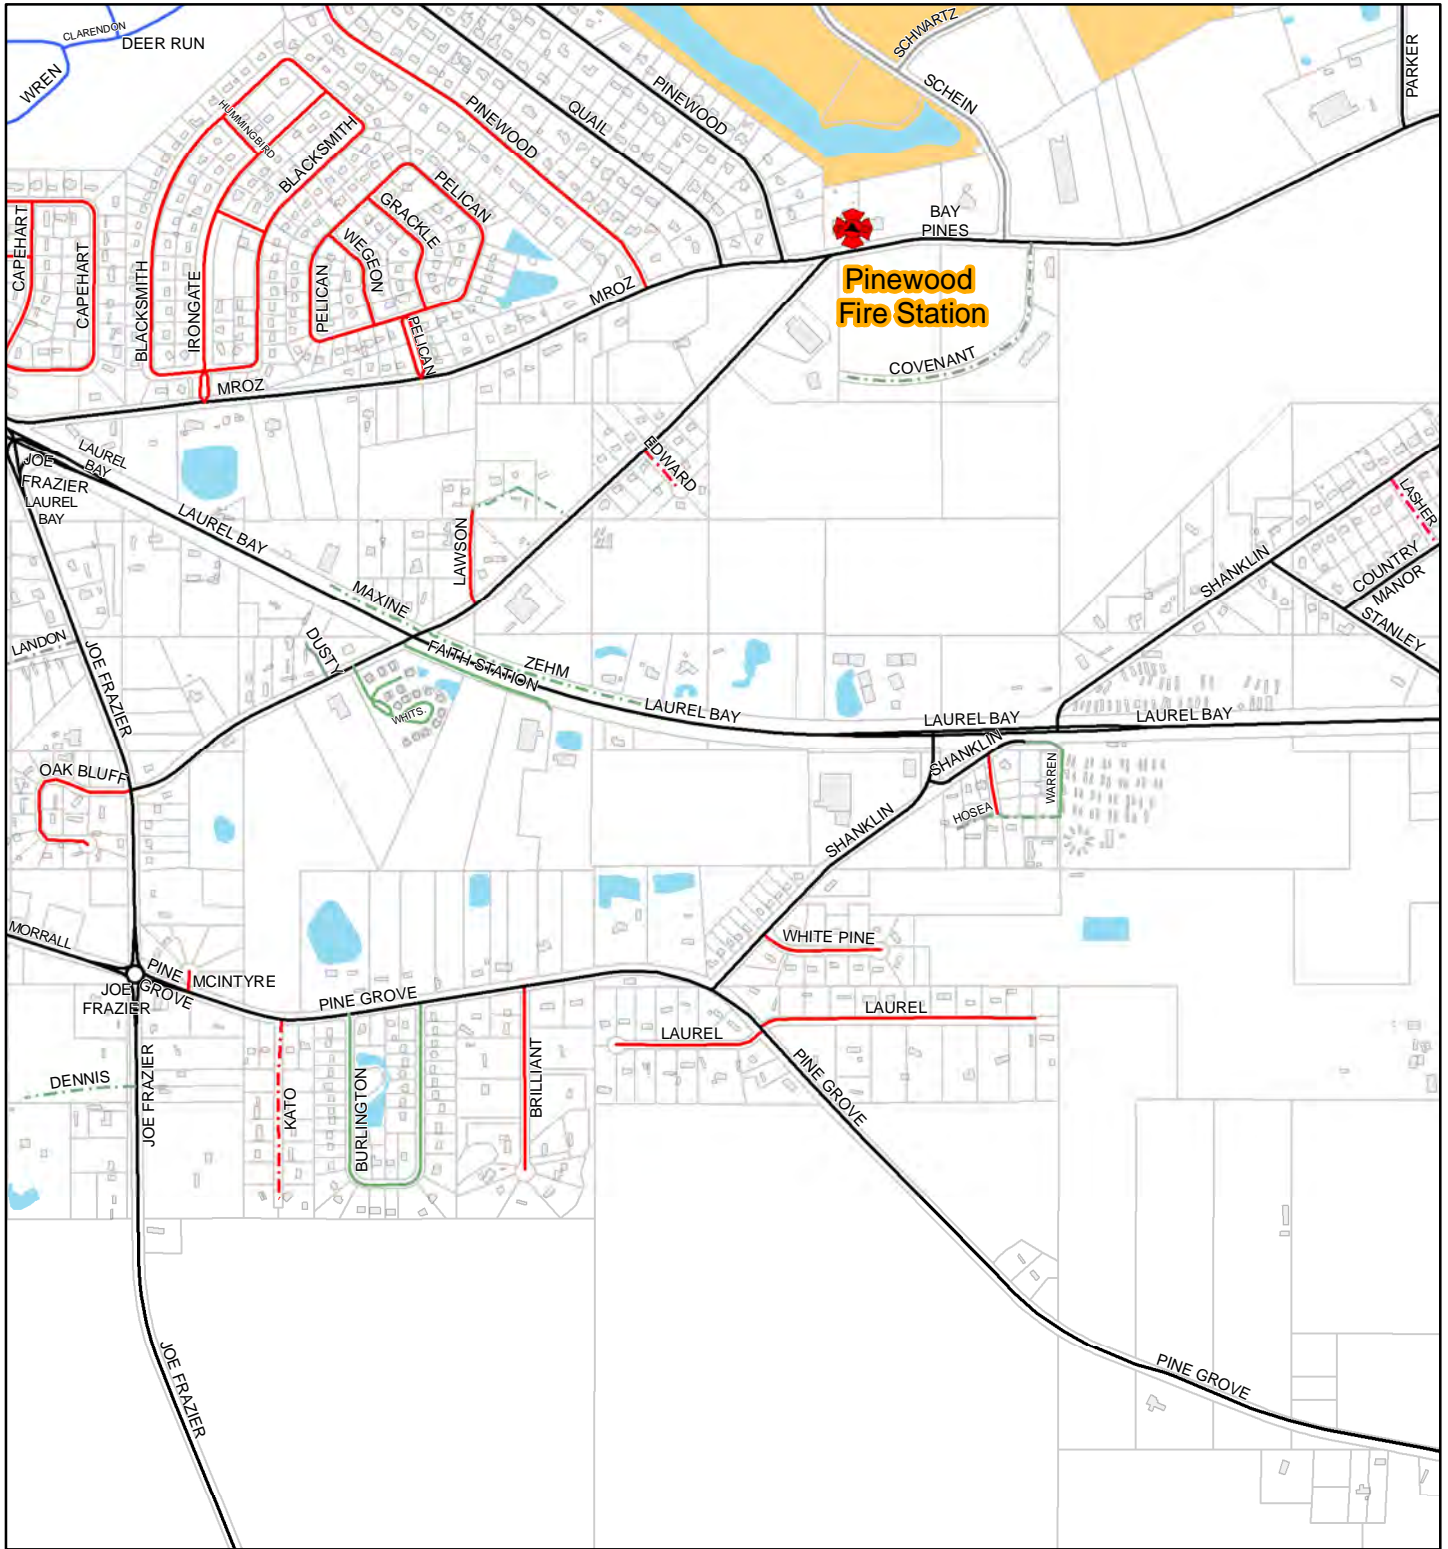 CLARENDON
DEER RUN
WREN
SCHWARTZ
SCHEIN
PARKER
PINEWOOD
QUAIL
PINEWOOD
HUMMINGBIRD
BLACKSMITH
PELICAN
GRACKLE
WEGEON
PELICAN
CAPEHART
CAPEHART
BLACKSMITH
IRONGATE
BAY
PINES
Pinewood
Fire Station
MROZ
PELICAN
MROZ
COVENANT
LAUREL
BAY
JOE
FRAZIER
LAUREL
BAY
EDWARD
LASHER
LAUREL BAY
LAWSON
SHANKLIN
COUNTRY
MANOR
STANLEY
MAXINE
DUSTY
LANDON
JOE FRAZIER
FAITH STATION
ZEHM
WHITS.
LAUREL BAY
LAUREL BAY
LAUREL BAY
SHANKLIN
OAK BLUFF
WARREN
HOSEA
SHANKLIN
MORRALL
WHITE PINE
PINE
GROVE
MCINTYRE
JOE
FRAZIER
PINE GROVE
LAUREL
LAUREL
DENNIS
JOE FRAZIER
KATO
BURLINGTON
BRILLIANT
PINE GROVE
JOE FRAZIER
PINE GROVE